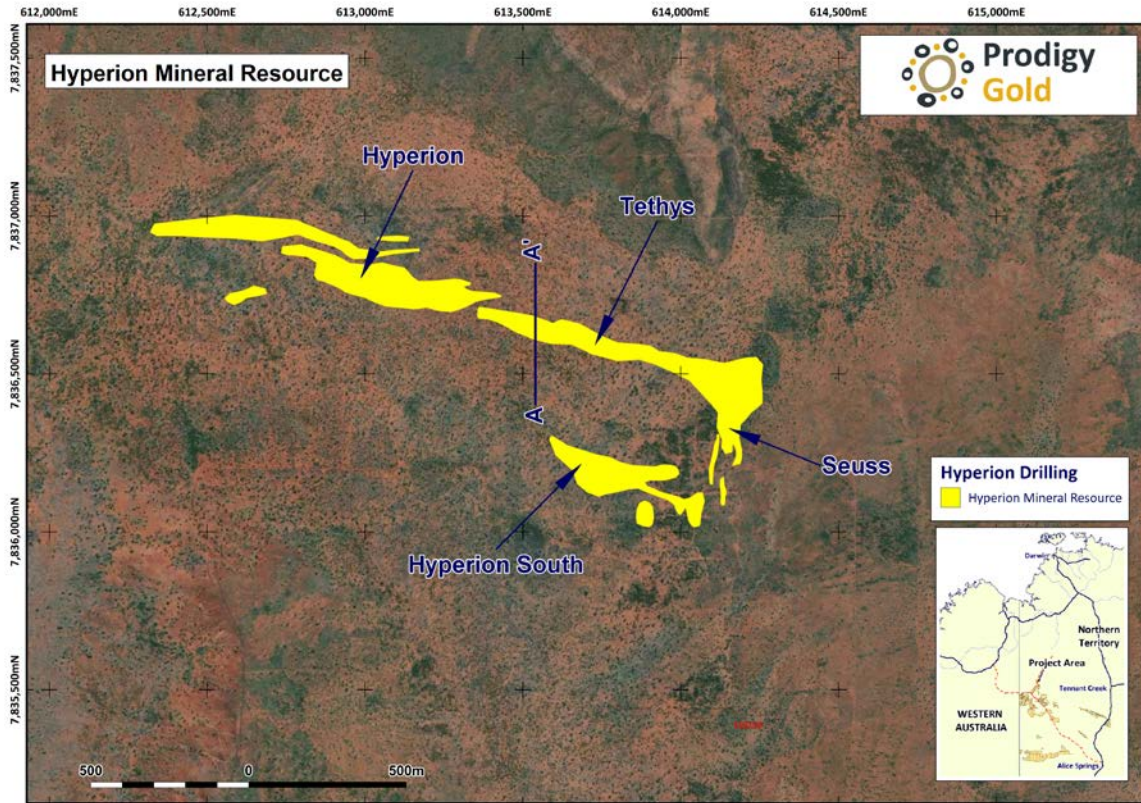 612,000mE
612,500mE
613,000mE
613,500mE
614,000mE
614,500mE
615,000mE
7,837,500mN
7,837,000mN
7,836,500mN
7,836,000mN
7,835,500mN
Hyperion Mineral Resource
Prodigy
Gold
Hyperion
Tethys
A'
A
Seuss
Hyperion South
Hyperion Drilling
Hyperion Mineral Resource
Darwin
Northern
Territory
Project Area
Tennant Creek
WESTERN
AUSTRALIA
Alice Springs
500
0
500m